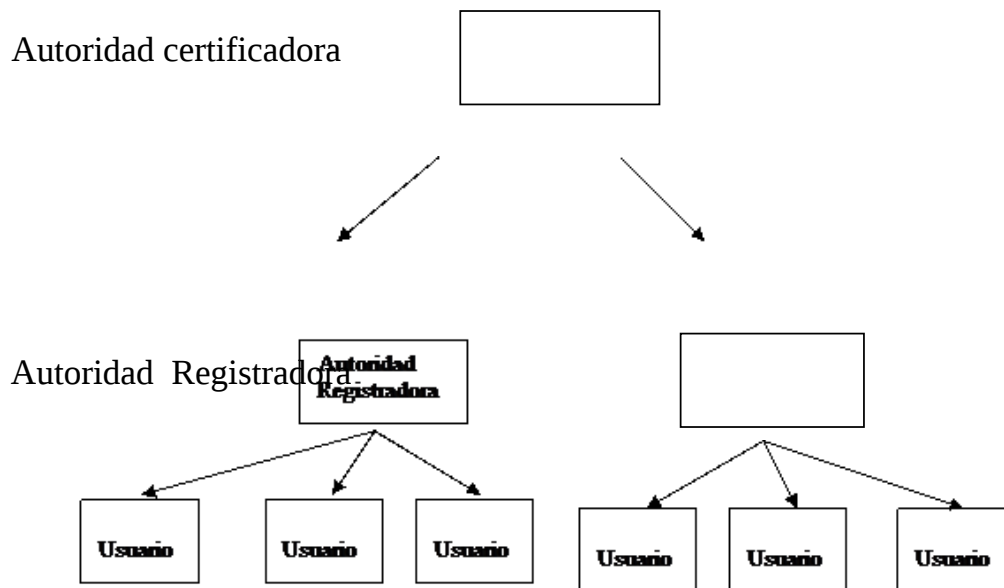 Autoridad certificadora
Autoridad Registradora
Autoridad
Registradora
Usuario
Usuario
Usuario
Usuario
Usuario
Usuario